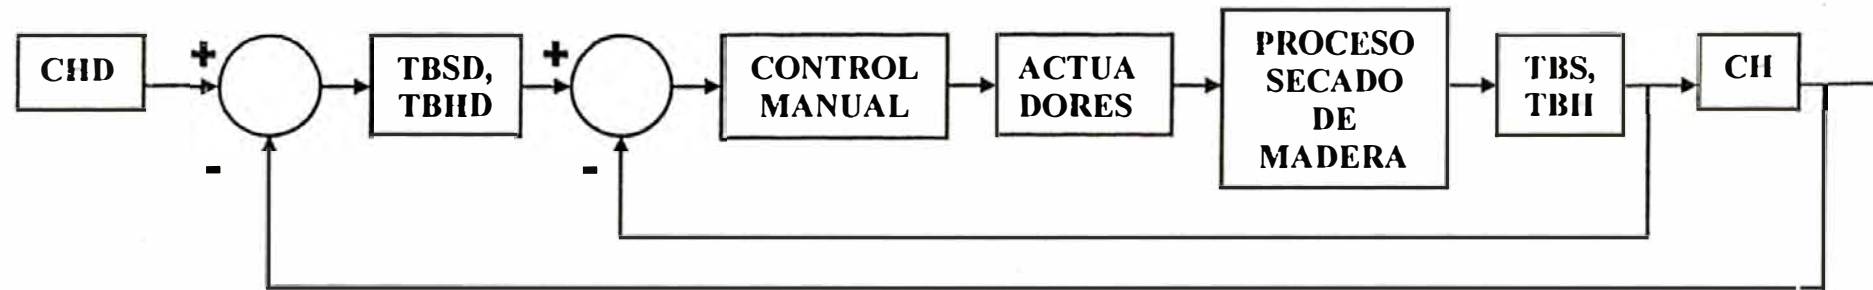 CHD
+
-
TBSD,
TBHD
+
-
CONTROL
MANUAL
ACTUA
DORES
PROCESO
SECADO
DE
MADERA
TBS,
TBH
CH